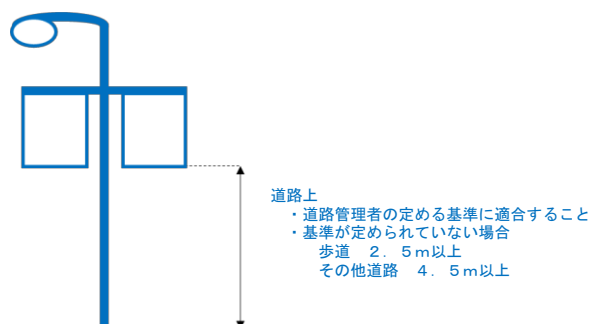 道路上
・道路管理者の定める基準に適合すること
・基準が定められていない場合
歩道　２．５ｍ以上
その他道路　４．５ｍ以上